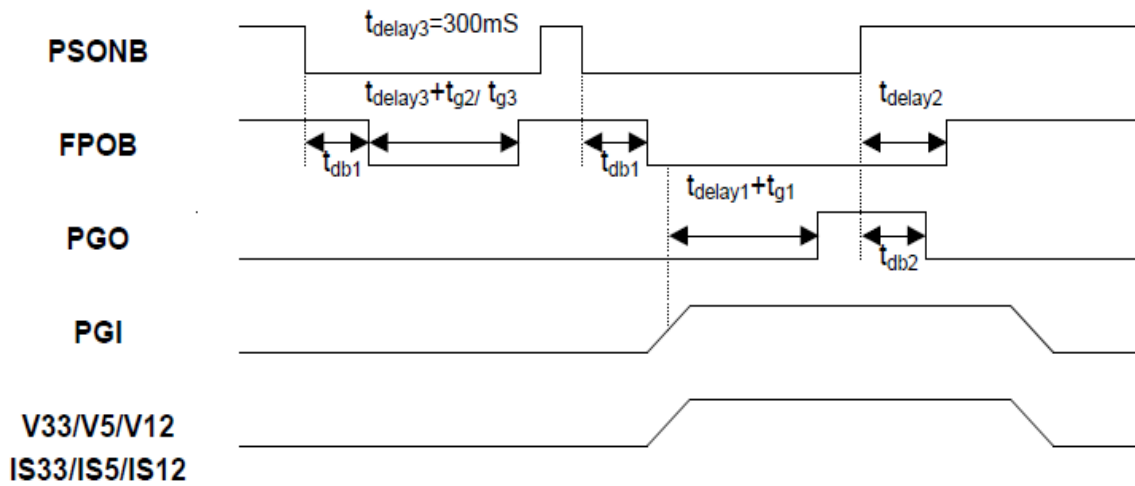 PSONB
tdelay3=300mS
tdelay3+tg2/ tg3
tdelay2
FPOB
tdb1
tdb1
tdelay1+tg1
PGO
tdb2
PGI
V33/V5/V12
IS33/IS5/IS12